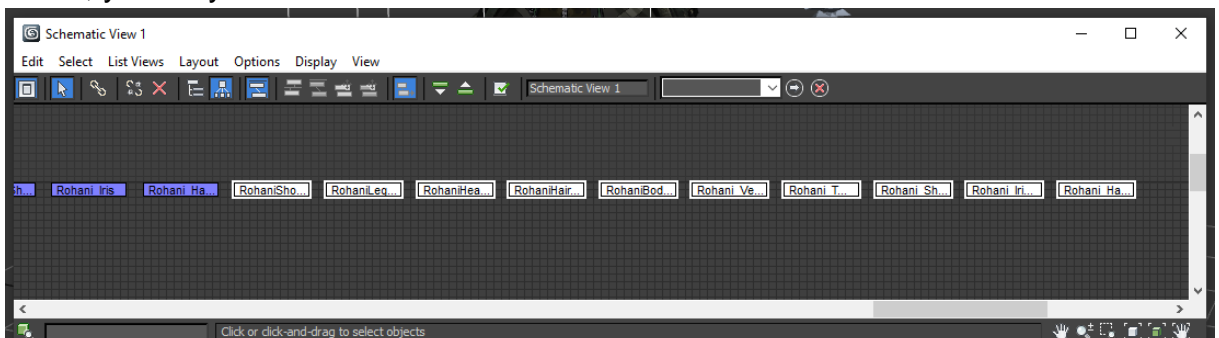 Schematic View 1
Edit Select List Views Layout Options Display View
Schematic View 1
Rohani Iris Rohani Ha... RohaniSho... RohaniLeg... RohaniHea... RohaniHair... RohaniBod... Rohani Ve... Rohani T... Rohani Sh... Rohani Iri... Rohani Ha...
Click or click-and-drag to select objects